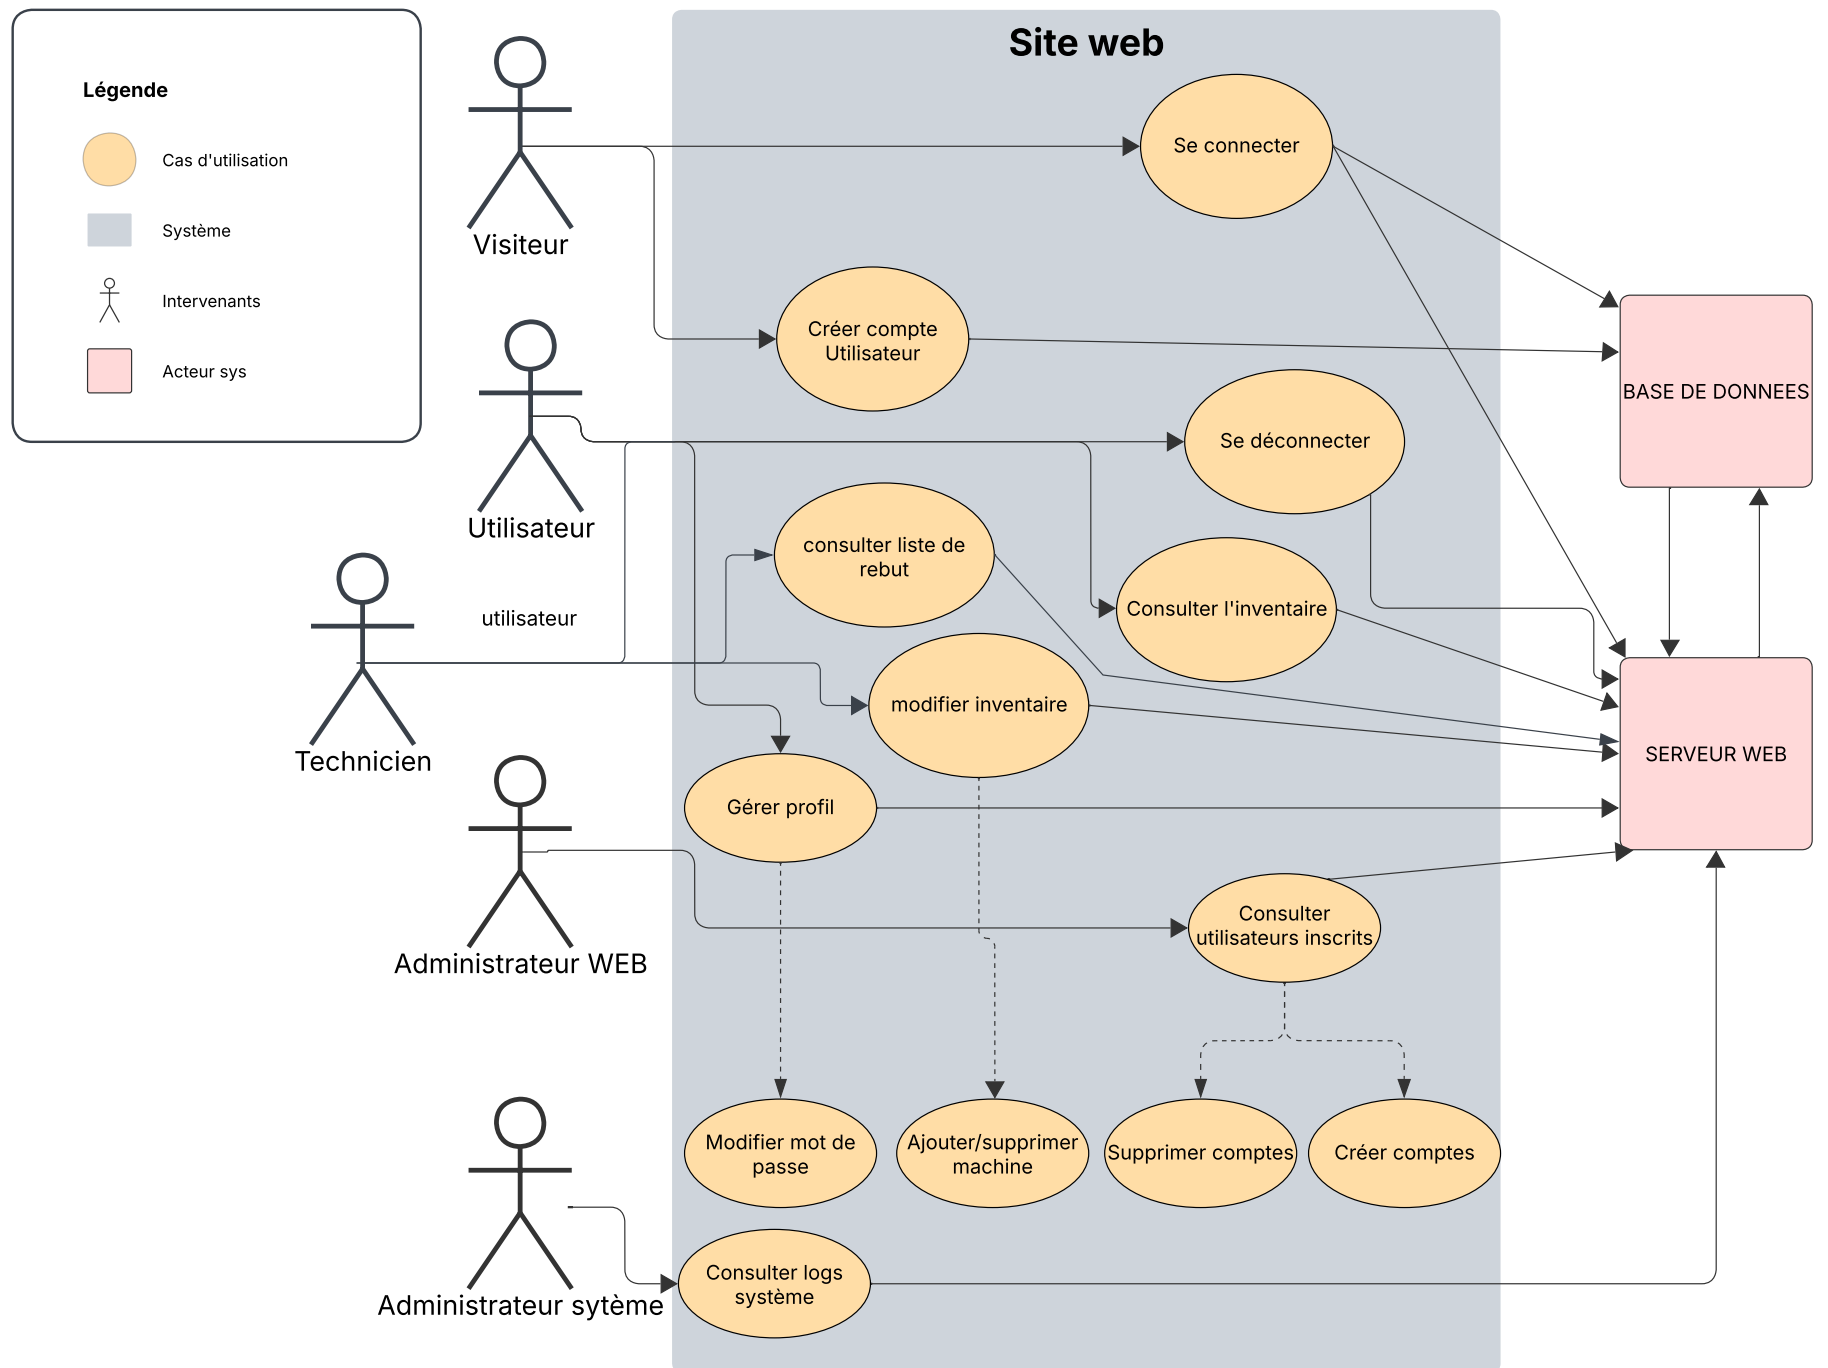 Site web
Légende
Cas d'utilisation
Système
Intervenants
Acteur sys
Visiteur
Utilisateur
utilisateur
Technicien
Administrateur WEB
Administrateur sytème
Se connecter
Créer compte
Utilisateur
Se déconnecter
consulter liste de
rebut
Consulter l'inventaire
modifier inventaire
Gérer profil
Consulter
utilisateurs inscrits
Modifier mot de
passe
Ajouter/supprimer
machine
Supprimer comptes
Créer comptes
Consulter logs
système
BASE DE DONNEES
SERVEUR WEB